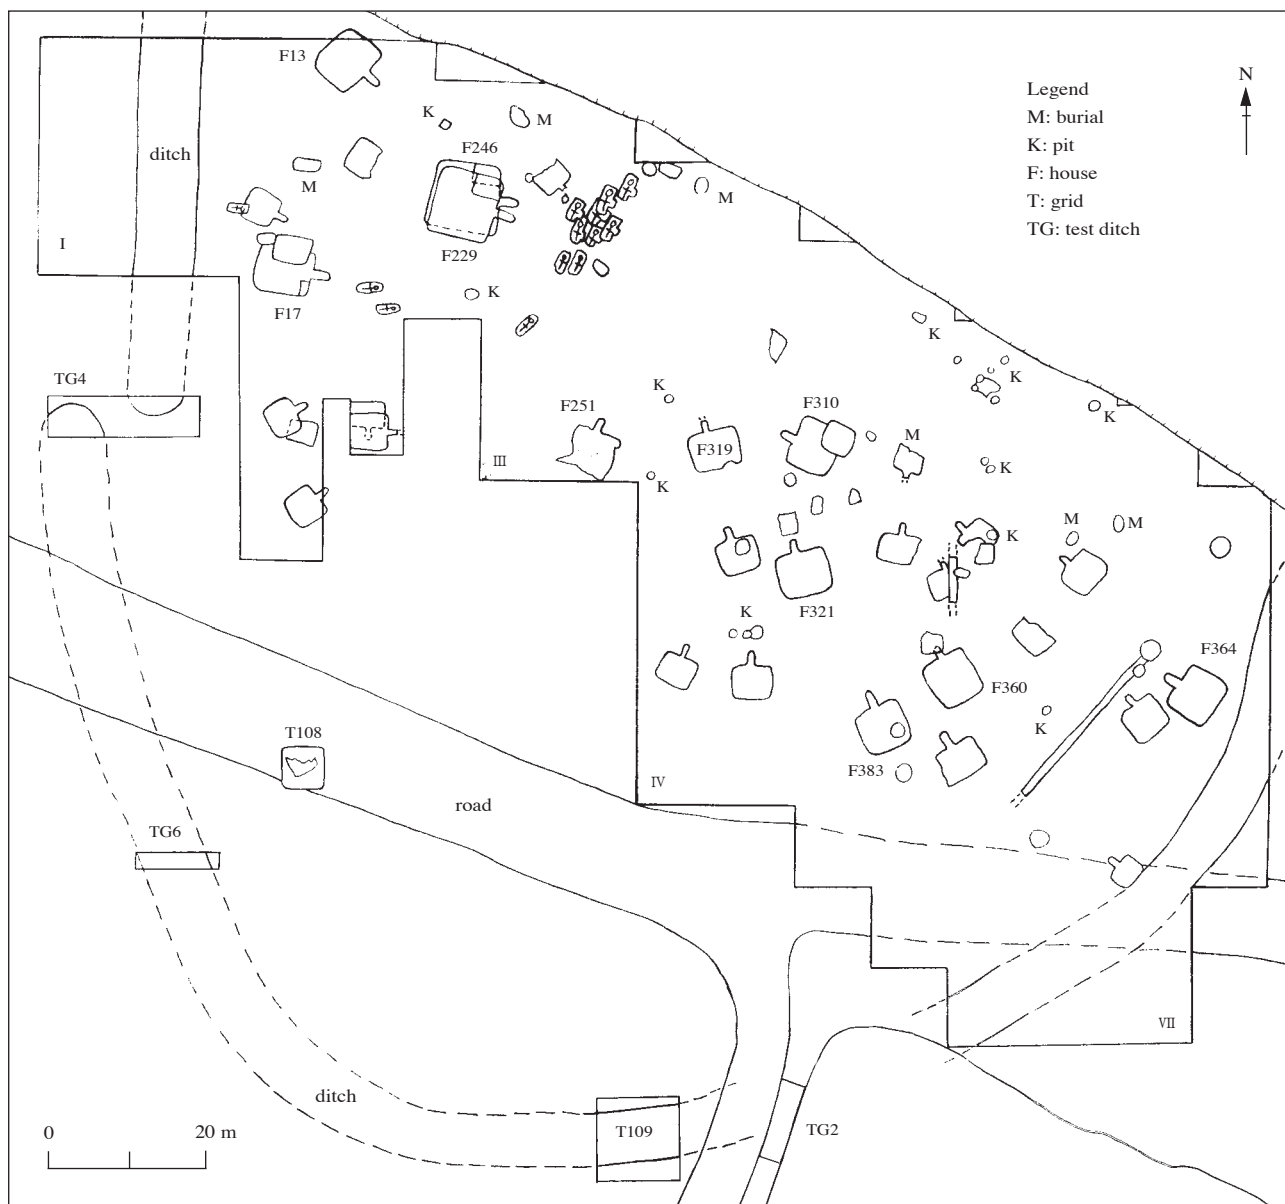 F13
Legend
M: burial
K: pit
F: house
T: grid
TG: test ditch
N
K
M
ditch
F246
M
M
I
F229
K
F17
K
TG4
K
K
F251
F310
K
F319
M
III
K
K
M
M
K
F321
K
F364
F360
K
T108
F383
IV
road
TG6
VII
ditch
0
20 m
T109
TG2